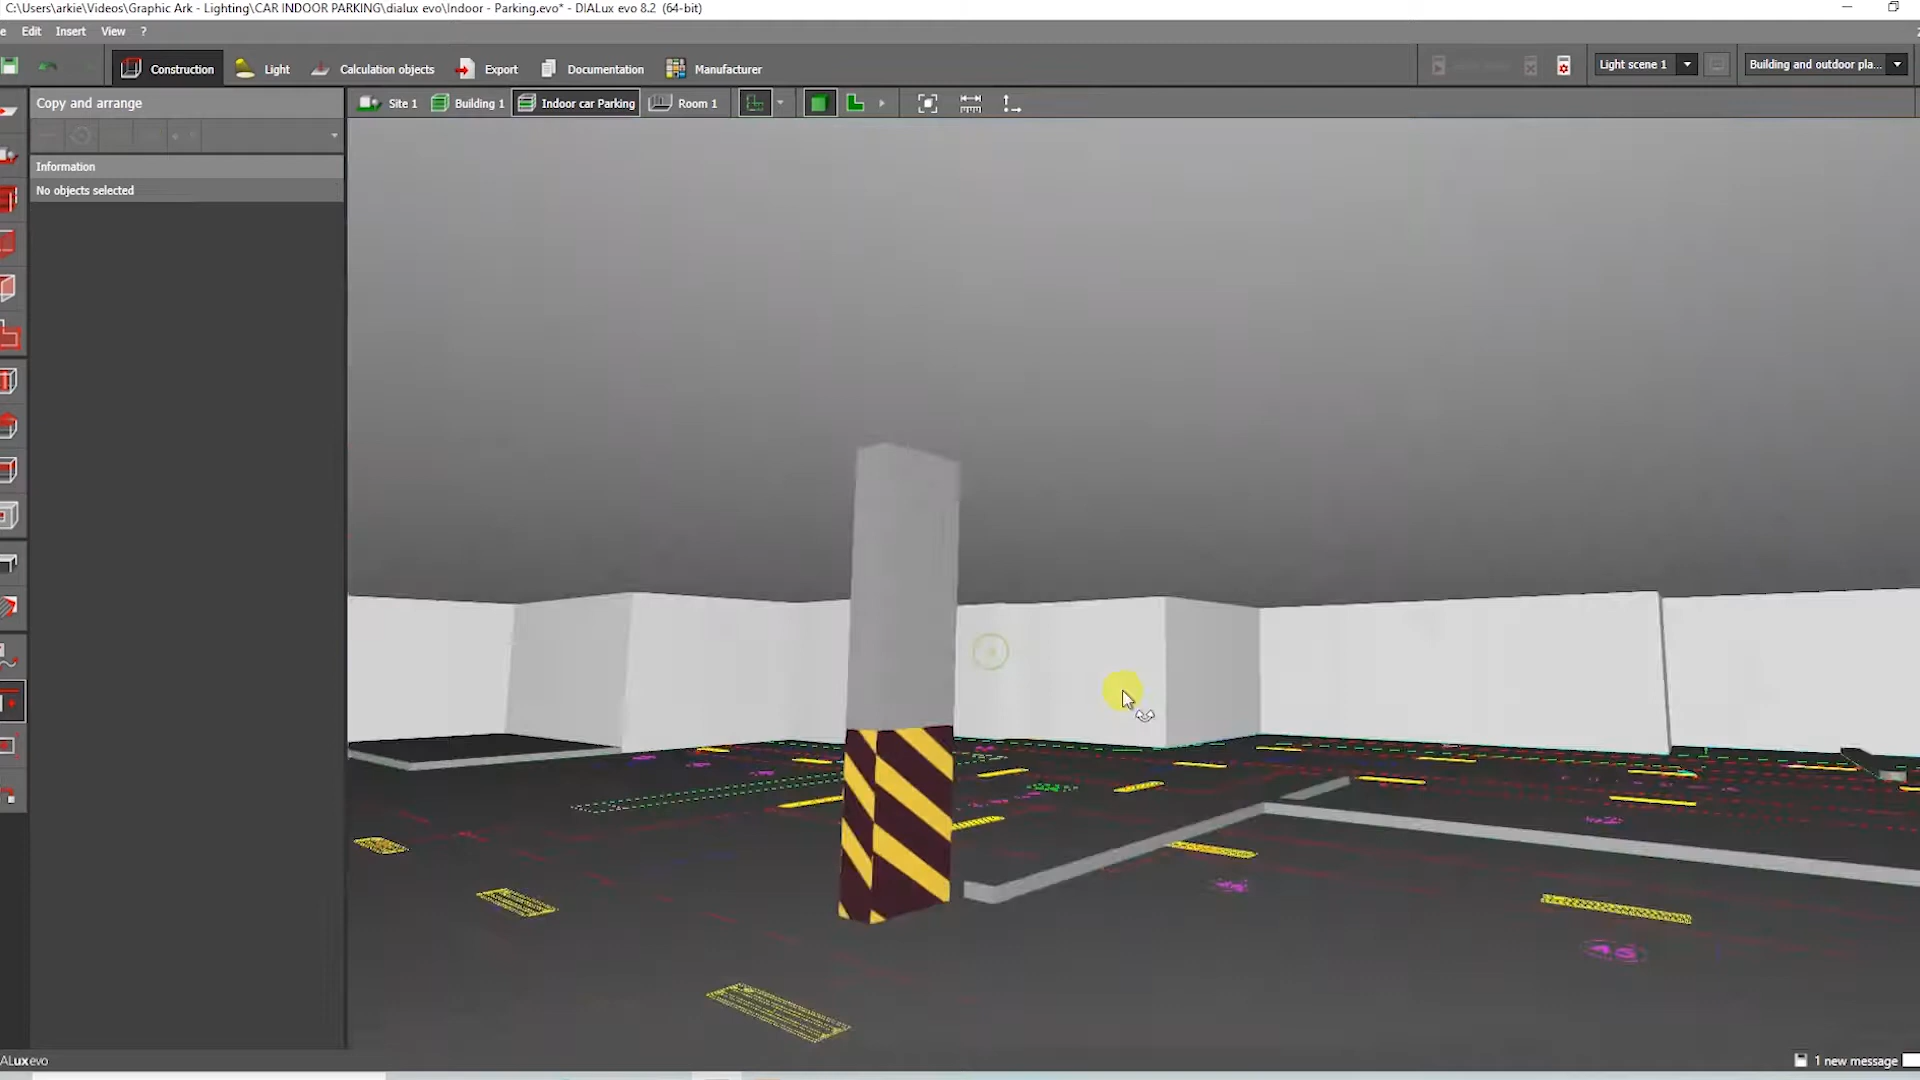 C:\Users\arkie\Videos\Graphic Ark - Lighting\CAR INDOOR PARKING\dialux evo\Indoor - Parking.evo* - DIALux evo 8.2 (64-bit)
e Edit Insert View ?
Construction Light Calculation objects Export Documentation Manufacturer Light scene 1 Building and outdoor pla...
Copy and arrange
Site 1 Building 1 Indoor car Parking Room 1
Information
No objects selected
ALuxevo
1 new message